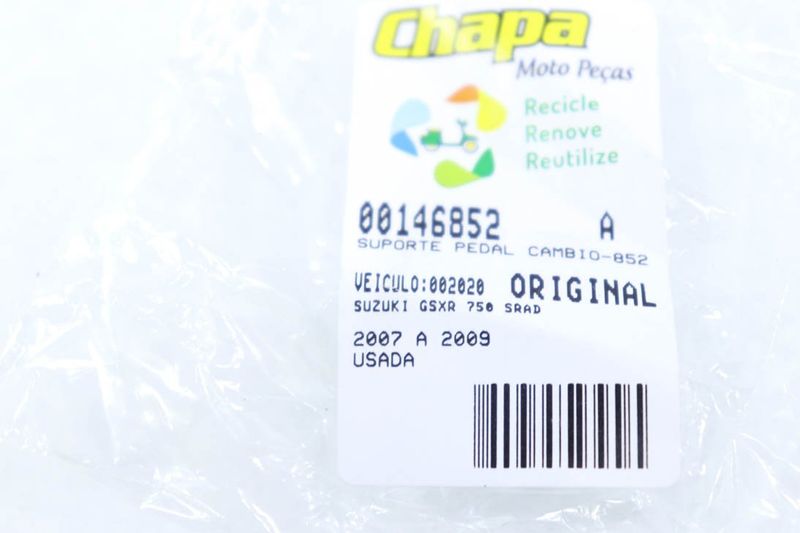 Chapa
Moto Peças
Recicle
Renove
Reutilize
00146852 A
SUPORTE PEDAL CAMBIO-852
VEICULO:002020 ORIGINAL
SUZUKI GSXR 750 SRAD
2007 A 2009
USADA